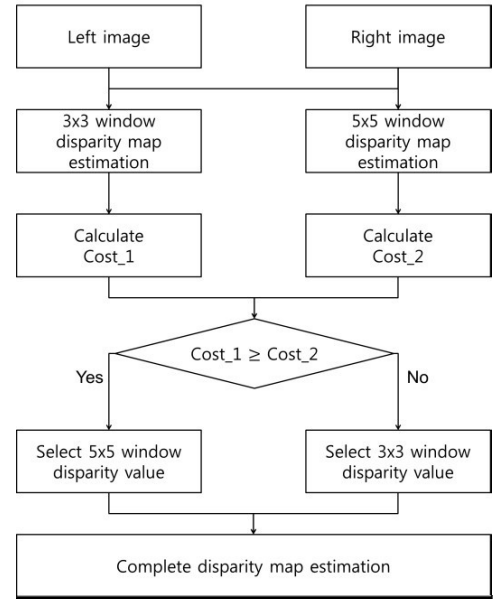 Left image
Right image
3x3 window
disparity map
estimation
5x5 window
disparity map
estimation
Calculate
Cost_1
Calculate
Cost_2
Cost_1 ≥ Cost_2
Yes
No
Select 5x5 window
disparity value
Select 3x3 window
disparity value
Complete disparity map estimation